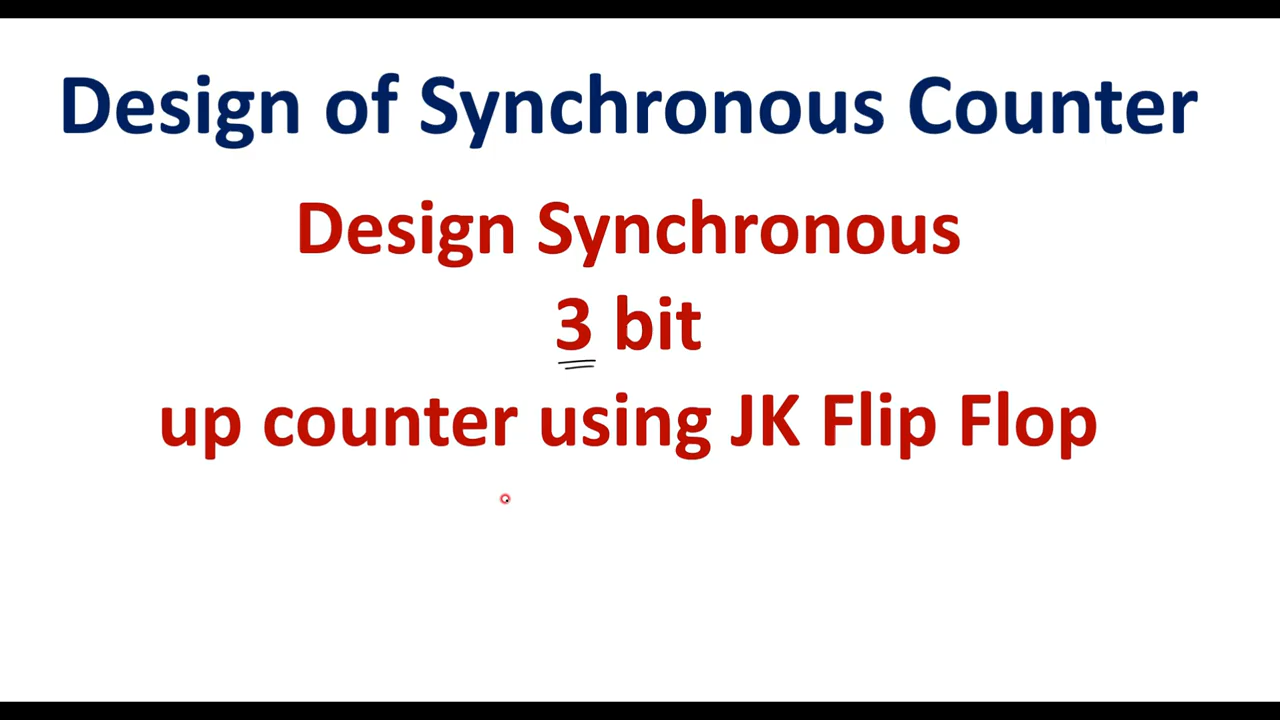 Design of Synchronous Counter
Design Synchronous
3 bit
up counter using JK Flip Flop